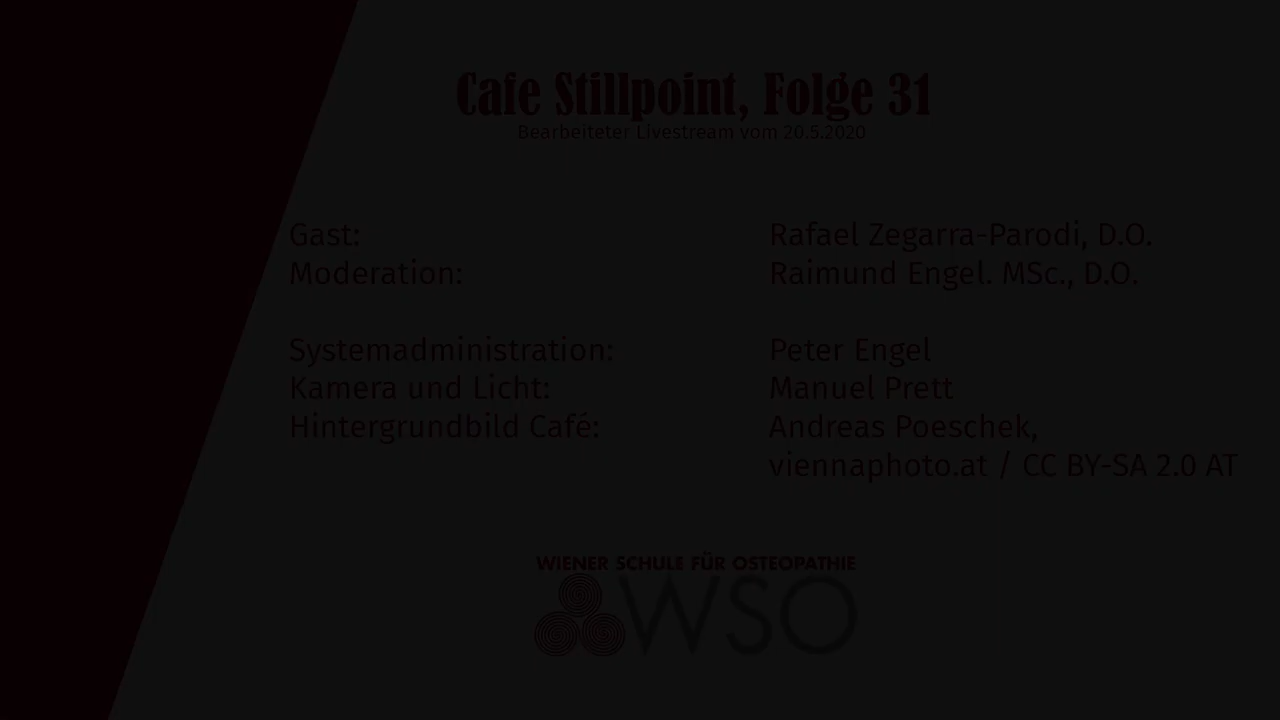 Cafe Stillpoint, Folge 31
Bearbeiteter Livestream vom 20.5.2020
Gast: Rafael Zegarra-Parodi, D.O.
Moderation: Raimund Engel. MSc., D.O.
Systemadministration: Peter Engel
Kamera und Licht: Manuel Prett
Hintergrundbild Café: Andreas Poeschek,
viennaphoto.at / CC BY-SA 2.0 AT
WIENER SCHULE FÜR OSTEOPATHIE
WSO